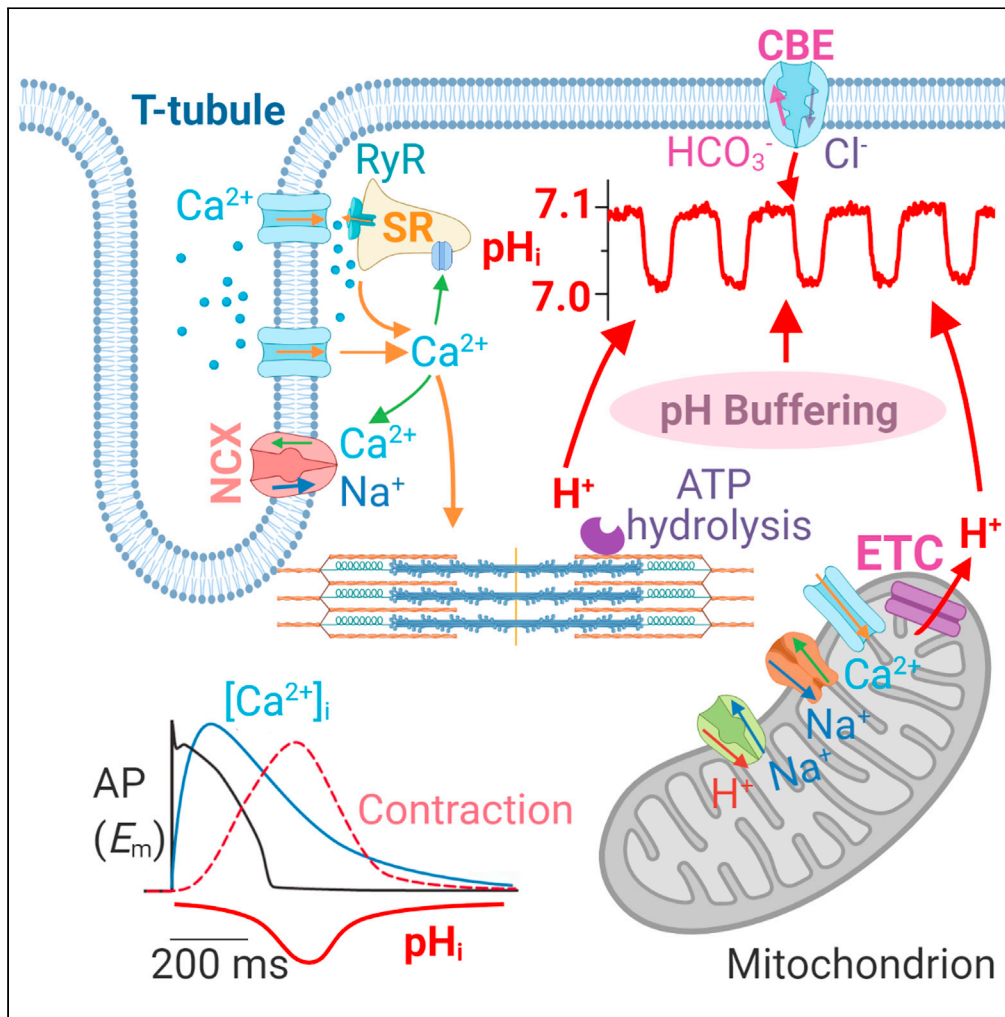 CBE
T-tubule
HCO₃⁻
Cl⁻
RyR
Ca²⁺
SR
pHᵢ
7.1
7.0
Ca²⁺
pH Buffering
NCX
Ca²⁺
Na⁺
H⁺
ATP
hydrolysis
ETC
H⁺
Ca²⁺
Na⁺
Na⁺
H⁺
[Ca²⁺]ᵢ
AP
(Eₘ)
Contraction
pHᵢ
200 ms
Mitochondrion